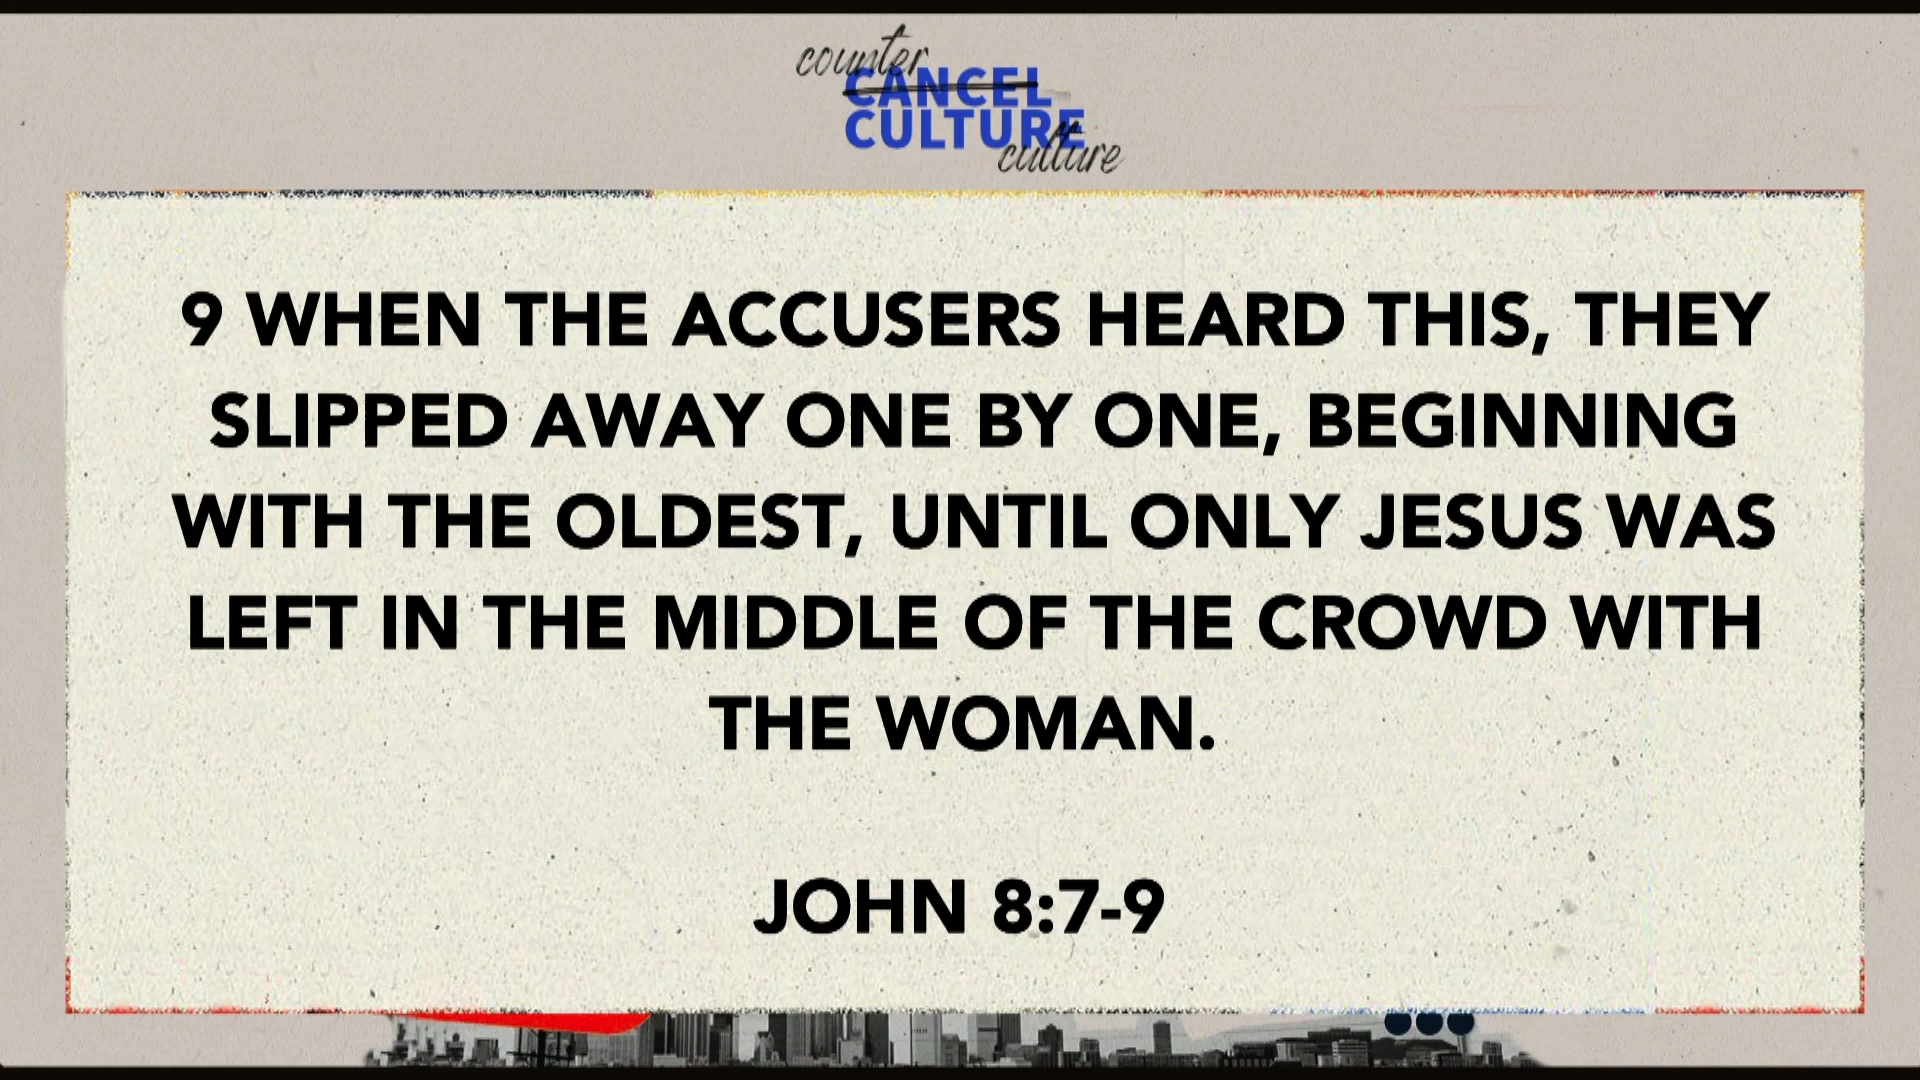 counter
CANCEL
CULTURE
culture
9 WHEN THE ACCUSERS HEARD THIS, THEY
SLIPPED AWAY ONE BY ONE, BEGINNING
WITH THE OLDEST, UNTIL ONLY JESUS WAS
LEFT IN THE MIDDLE OF THE CROWD WITH
THE WOMAN.
JOHN 8:7-9